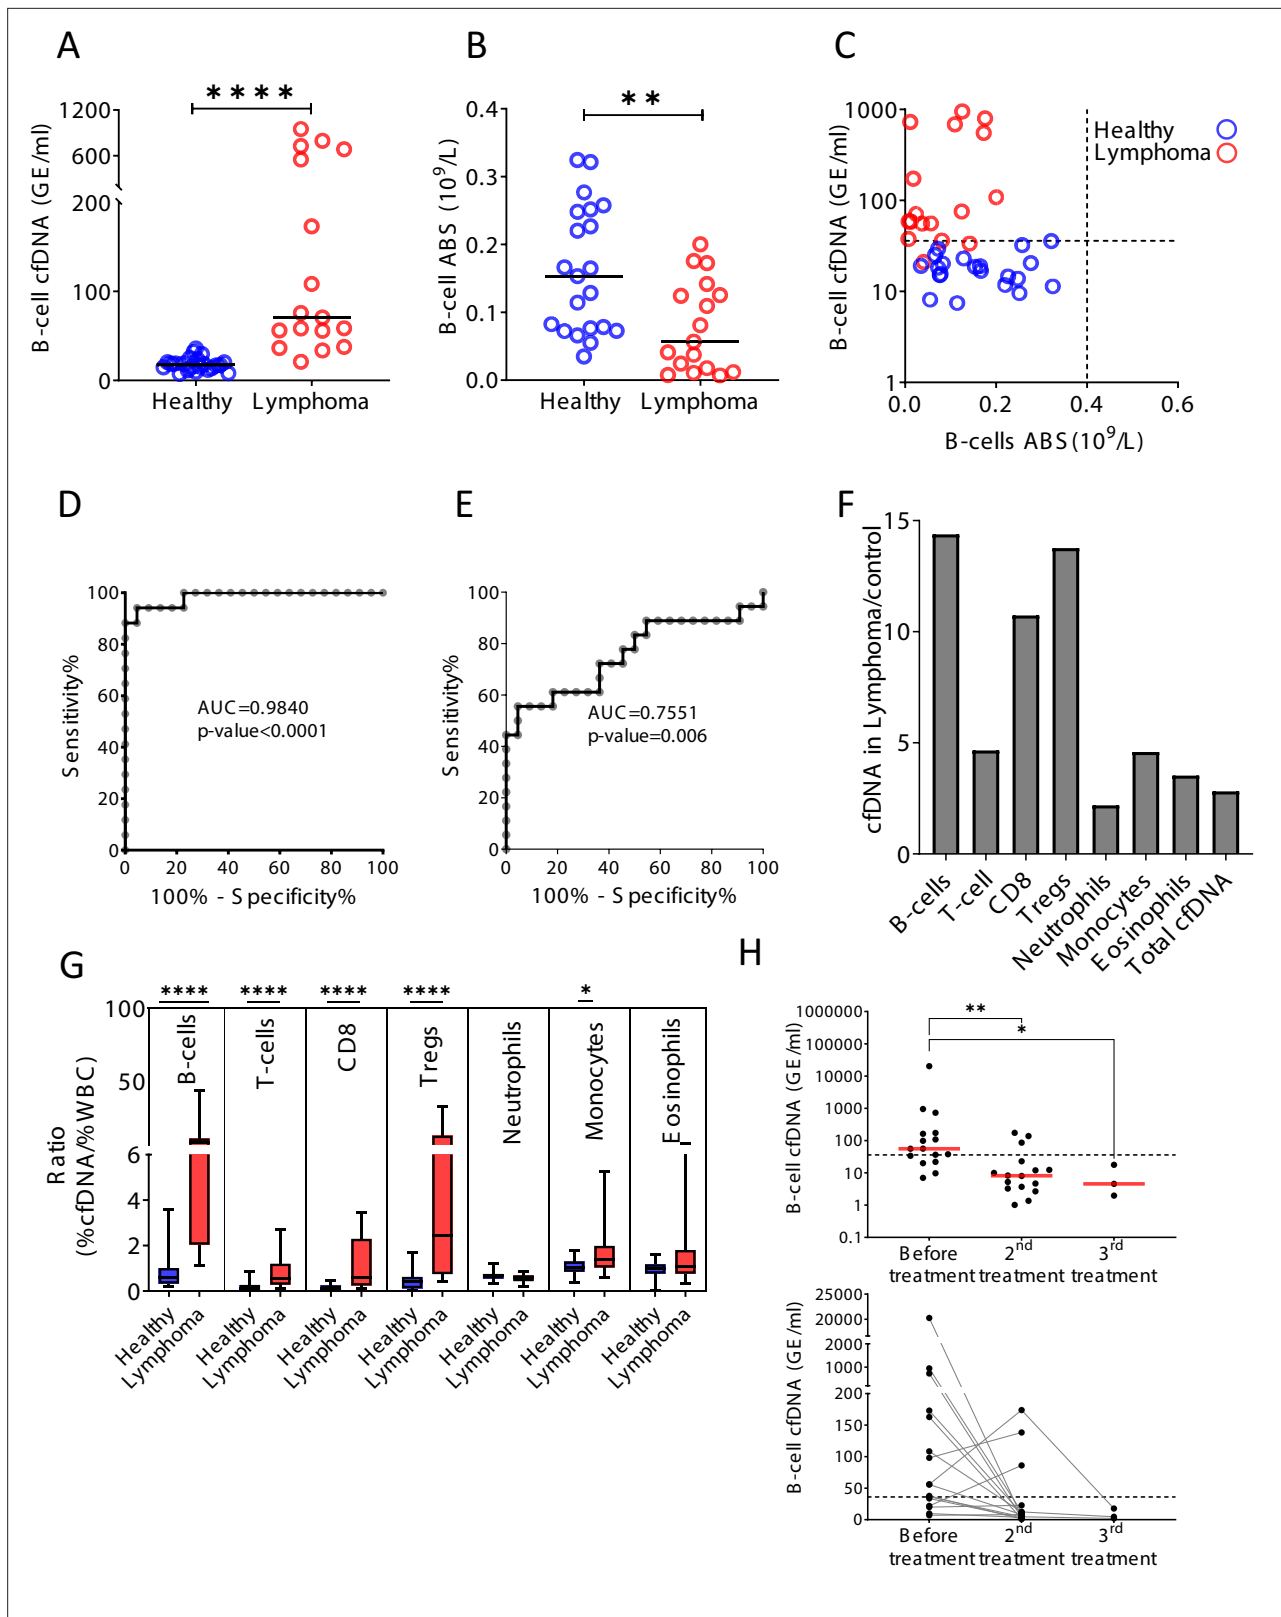 A
B-cell cfDNA (GE/ml)
1200
600
200
100
0
****
Healthy
Lymphoma
B
B-cell ABS (10^9/L)
0.4
0.3
0.2
0.1
0.0
**
Healthy
Lymphoma
C
B-cell cfDNA (GE/ml)
1000
100
10
1
Healthy
Lymphoma
0.0
0.2
0.4
0.6
B-cells ABS (10^9/L)
D
Sensitivity%
100
80
60
40
20
0
AUC=0.9840
p-value<0.0001
0
20
40
60
80
100
100% - Specificity%
E
Sensitivity%
100
80
60
40
20
0
AUC=0.7551
p-value=0.006
0
20
40
60
80
100
100% - Specificity%
F
cfDNA in Lymphoma/control
15
10
5
0
B-cells
T-cell
CD8
Tregs
Neutrophils
Monocytes
Eosinophils
Total cfDNA
G
Ratio
(%cfDNA/%WBC)
100
50
6
4
2
0
****
****
****
****
*
B-cells
T-cells
CD8
Tregs
Neutrophils
Monocytes
Eosinophils
Healthy
Lymphoma
Healthy
Lymphoma
Healthy
Lymphoma
Healthy
Lymphoma
Healthy
Lymphoma
Healthy
Lymphoma
Healthy
Lymphoma
H
B-cell cfDNA (GE/ml)
1000000
100000
10000
1000
100
10
1
0.1
**
*
Before
treatment
2nd
treatment
3rd
treatment
B-cell cfDNA (GE/ml)
25000
20000
2000
1000
200
150
100
50
0
Before
treatment
2nd
treatment
3rd
treatment